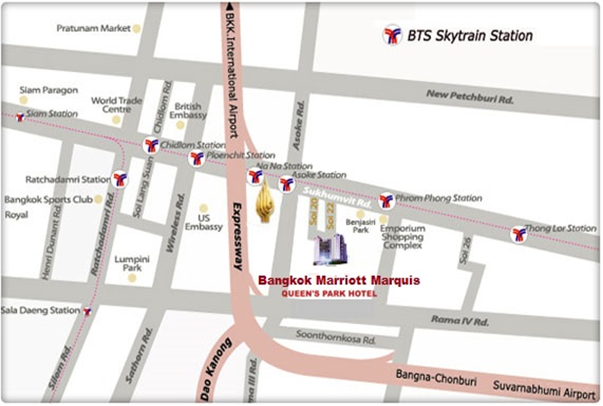 BKK.International Airport
Pratunam Market
BTS Skytrain Station
Siam Paragon
New Petchburi Rd.
World Trade
Centre
Chidlom Rd.
British
Embassy
Asoke Rd.
Siam Station
Chidlom Station
Ploenchit Station
Na Na Station
Asoke Station
Ratchadamri Station
Soi Lang Suan
Sukhumvit Rd.
Phrom Phong Station
Bangkok Sports Club
Royal
Wireless Rd.
US
Embassy
Expressway
Soi 20
Soi 22
Benjasiri
Park
Emporium
Shopping
Complex
Thong Lor Station
Henri Dunant Rd.
Ratchadamri Rd.
Soi 26
Lumpini
Park
Bangkok Marriott Marquis
QUEEN'S PARK HOTEL
Sala Daeng Station
Rama IV Rd.
Soonthornkosa Rd.
Silom Rd.
Sathorn Rd.
Dao Kanong
ma III Rd.
Bangna-Chonburi
Suvarnabhumi Airport